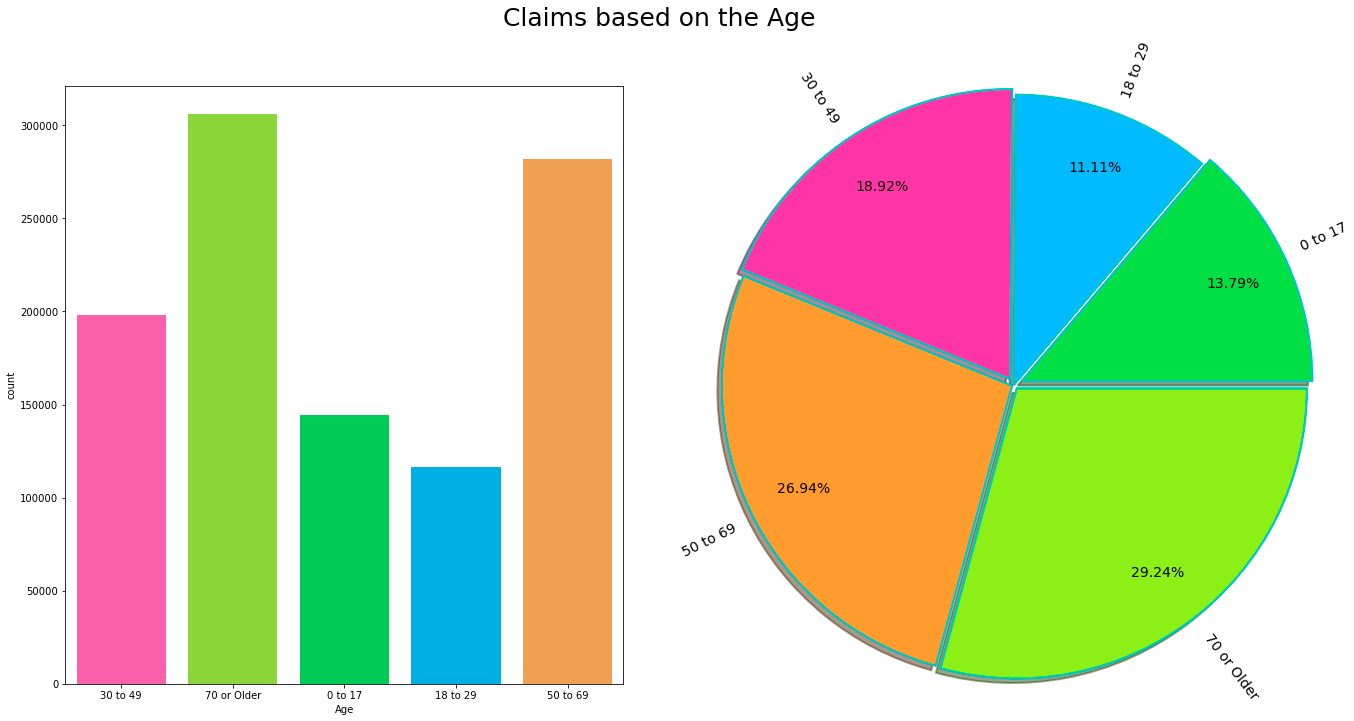 Claims based on the Age
300000
250000
200000
150000
100000
50000
0
count
30 to 49
70 or Older
0 to 17
18 to 29
50 to 69
Age
18 to 29
30 to 49
11.11%
18.92%
0 to 17
13.79%
26.94%
50 to 69
29.24%
70 or Older